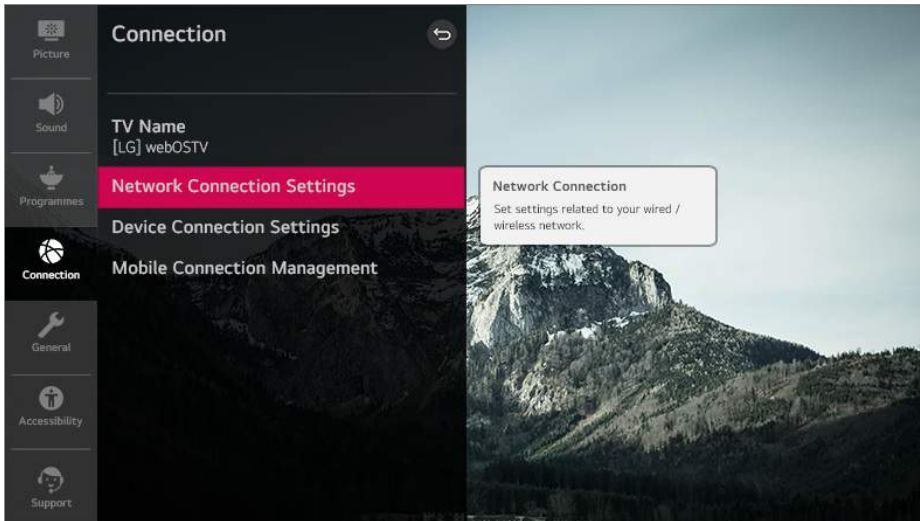 Picture
Sound
Programmes
Connection
General
Accessibility
Support
Connection
TV Name
[LG] webOSTV
Network Connection Settings
Device Connection Settings
Mobile Connection Management
Network Connection
Set settings related to your wired /
wireless network.